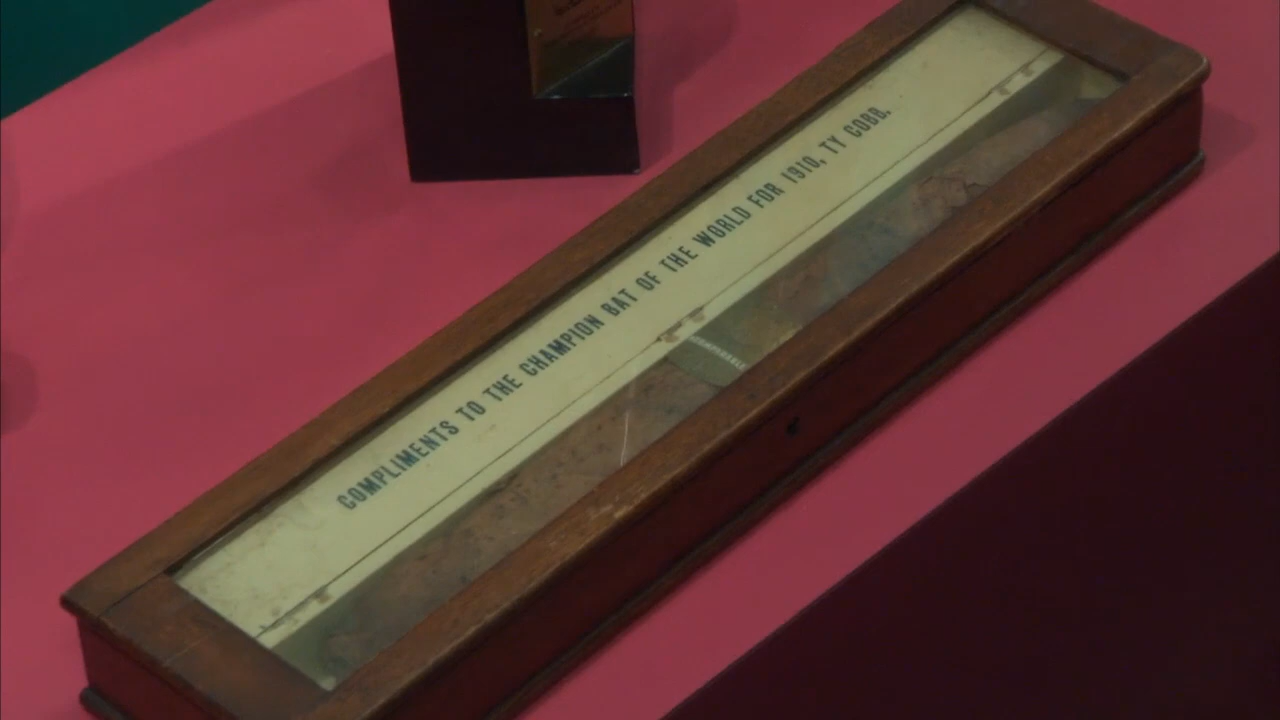 COMPLIMENTS TO THE CHAMPION BAT OF THE WORLD FOR 1910, TY COBB.